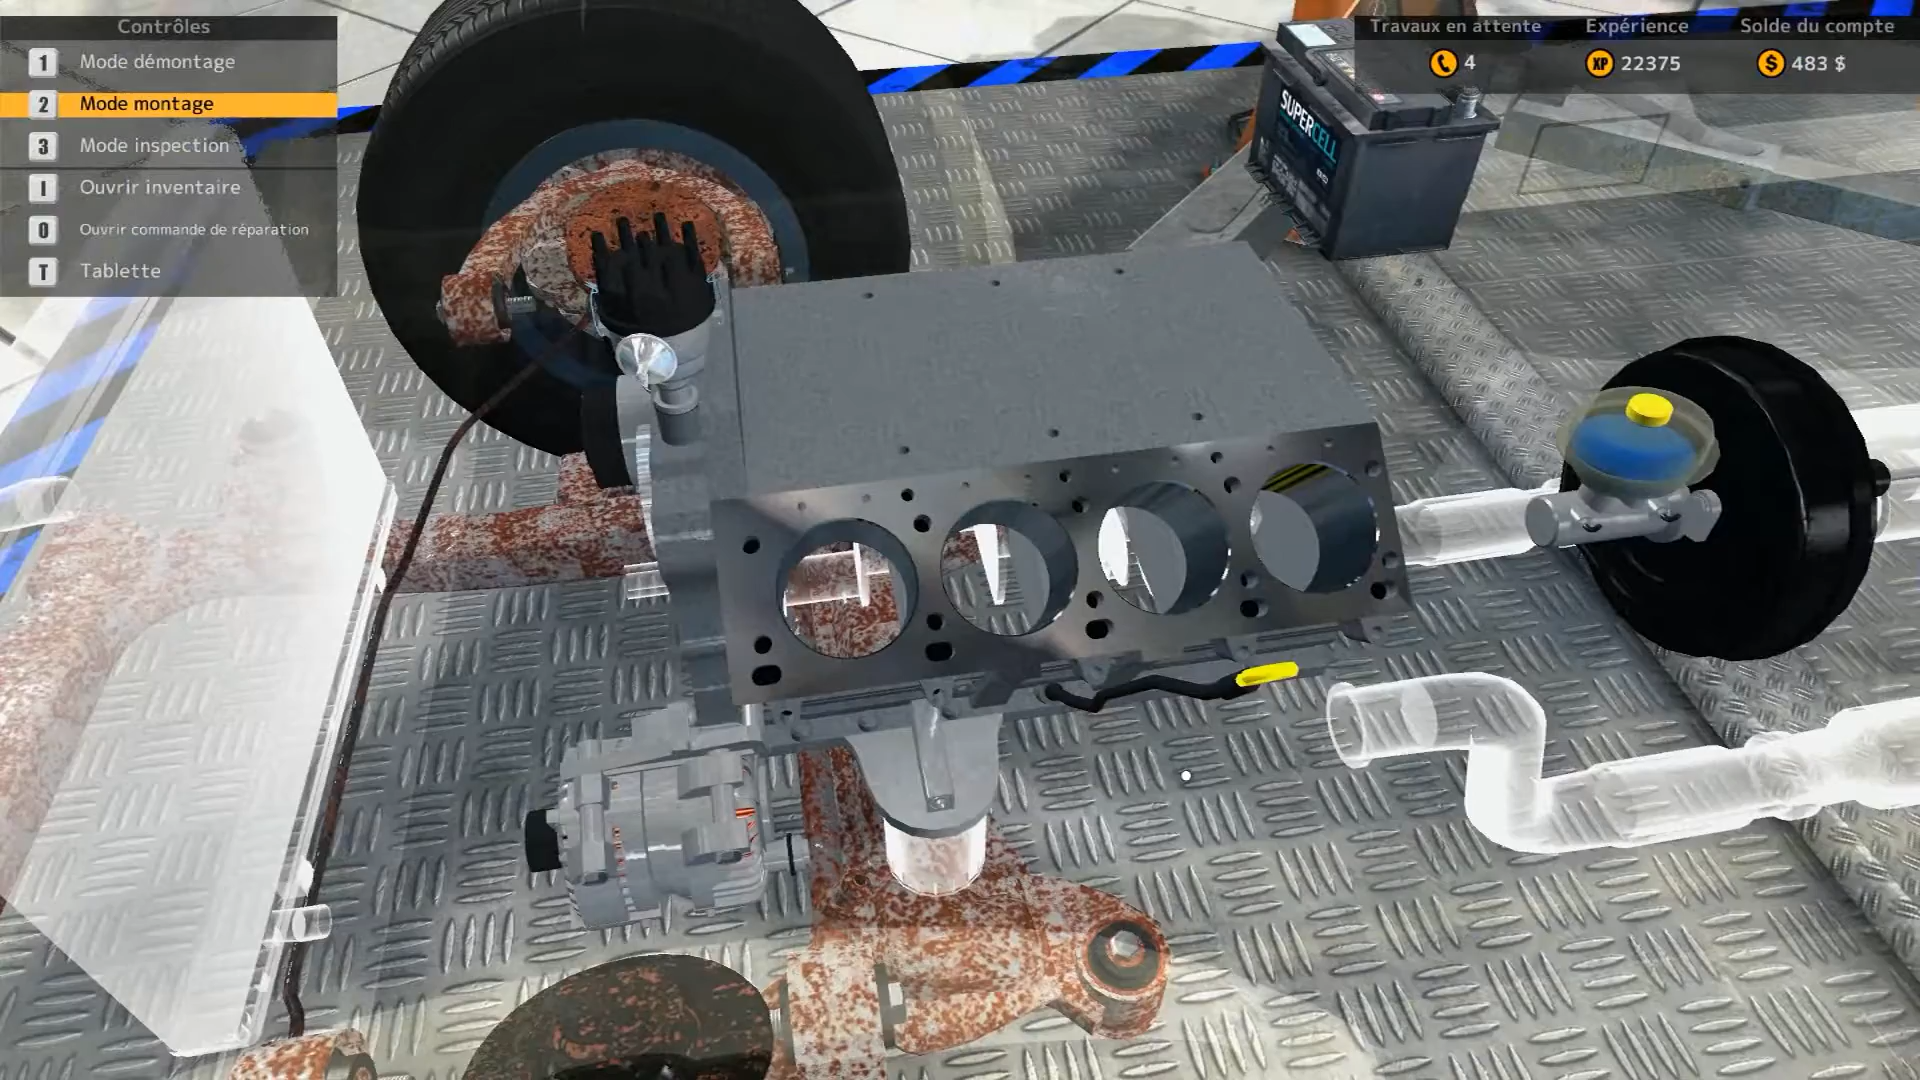 Contrôles
1 Mode démontage
2 Mode montage
3 Mode inspection
I Ouvrir inventaire
O Ouvrir commande de réparation
T Tablette
Travaux en attente
4
Expérience
XP 22375
Solde du compte
$ 483 $
SUPERCELL